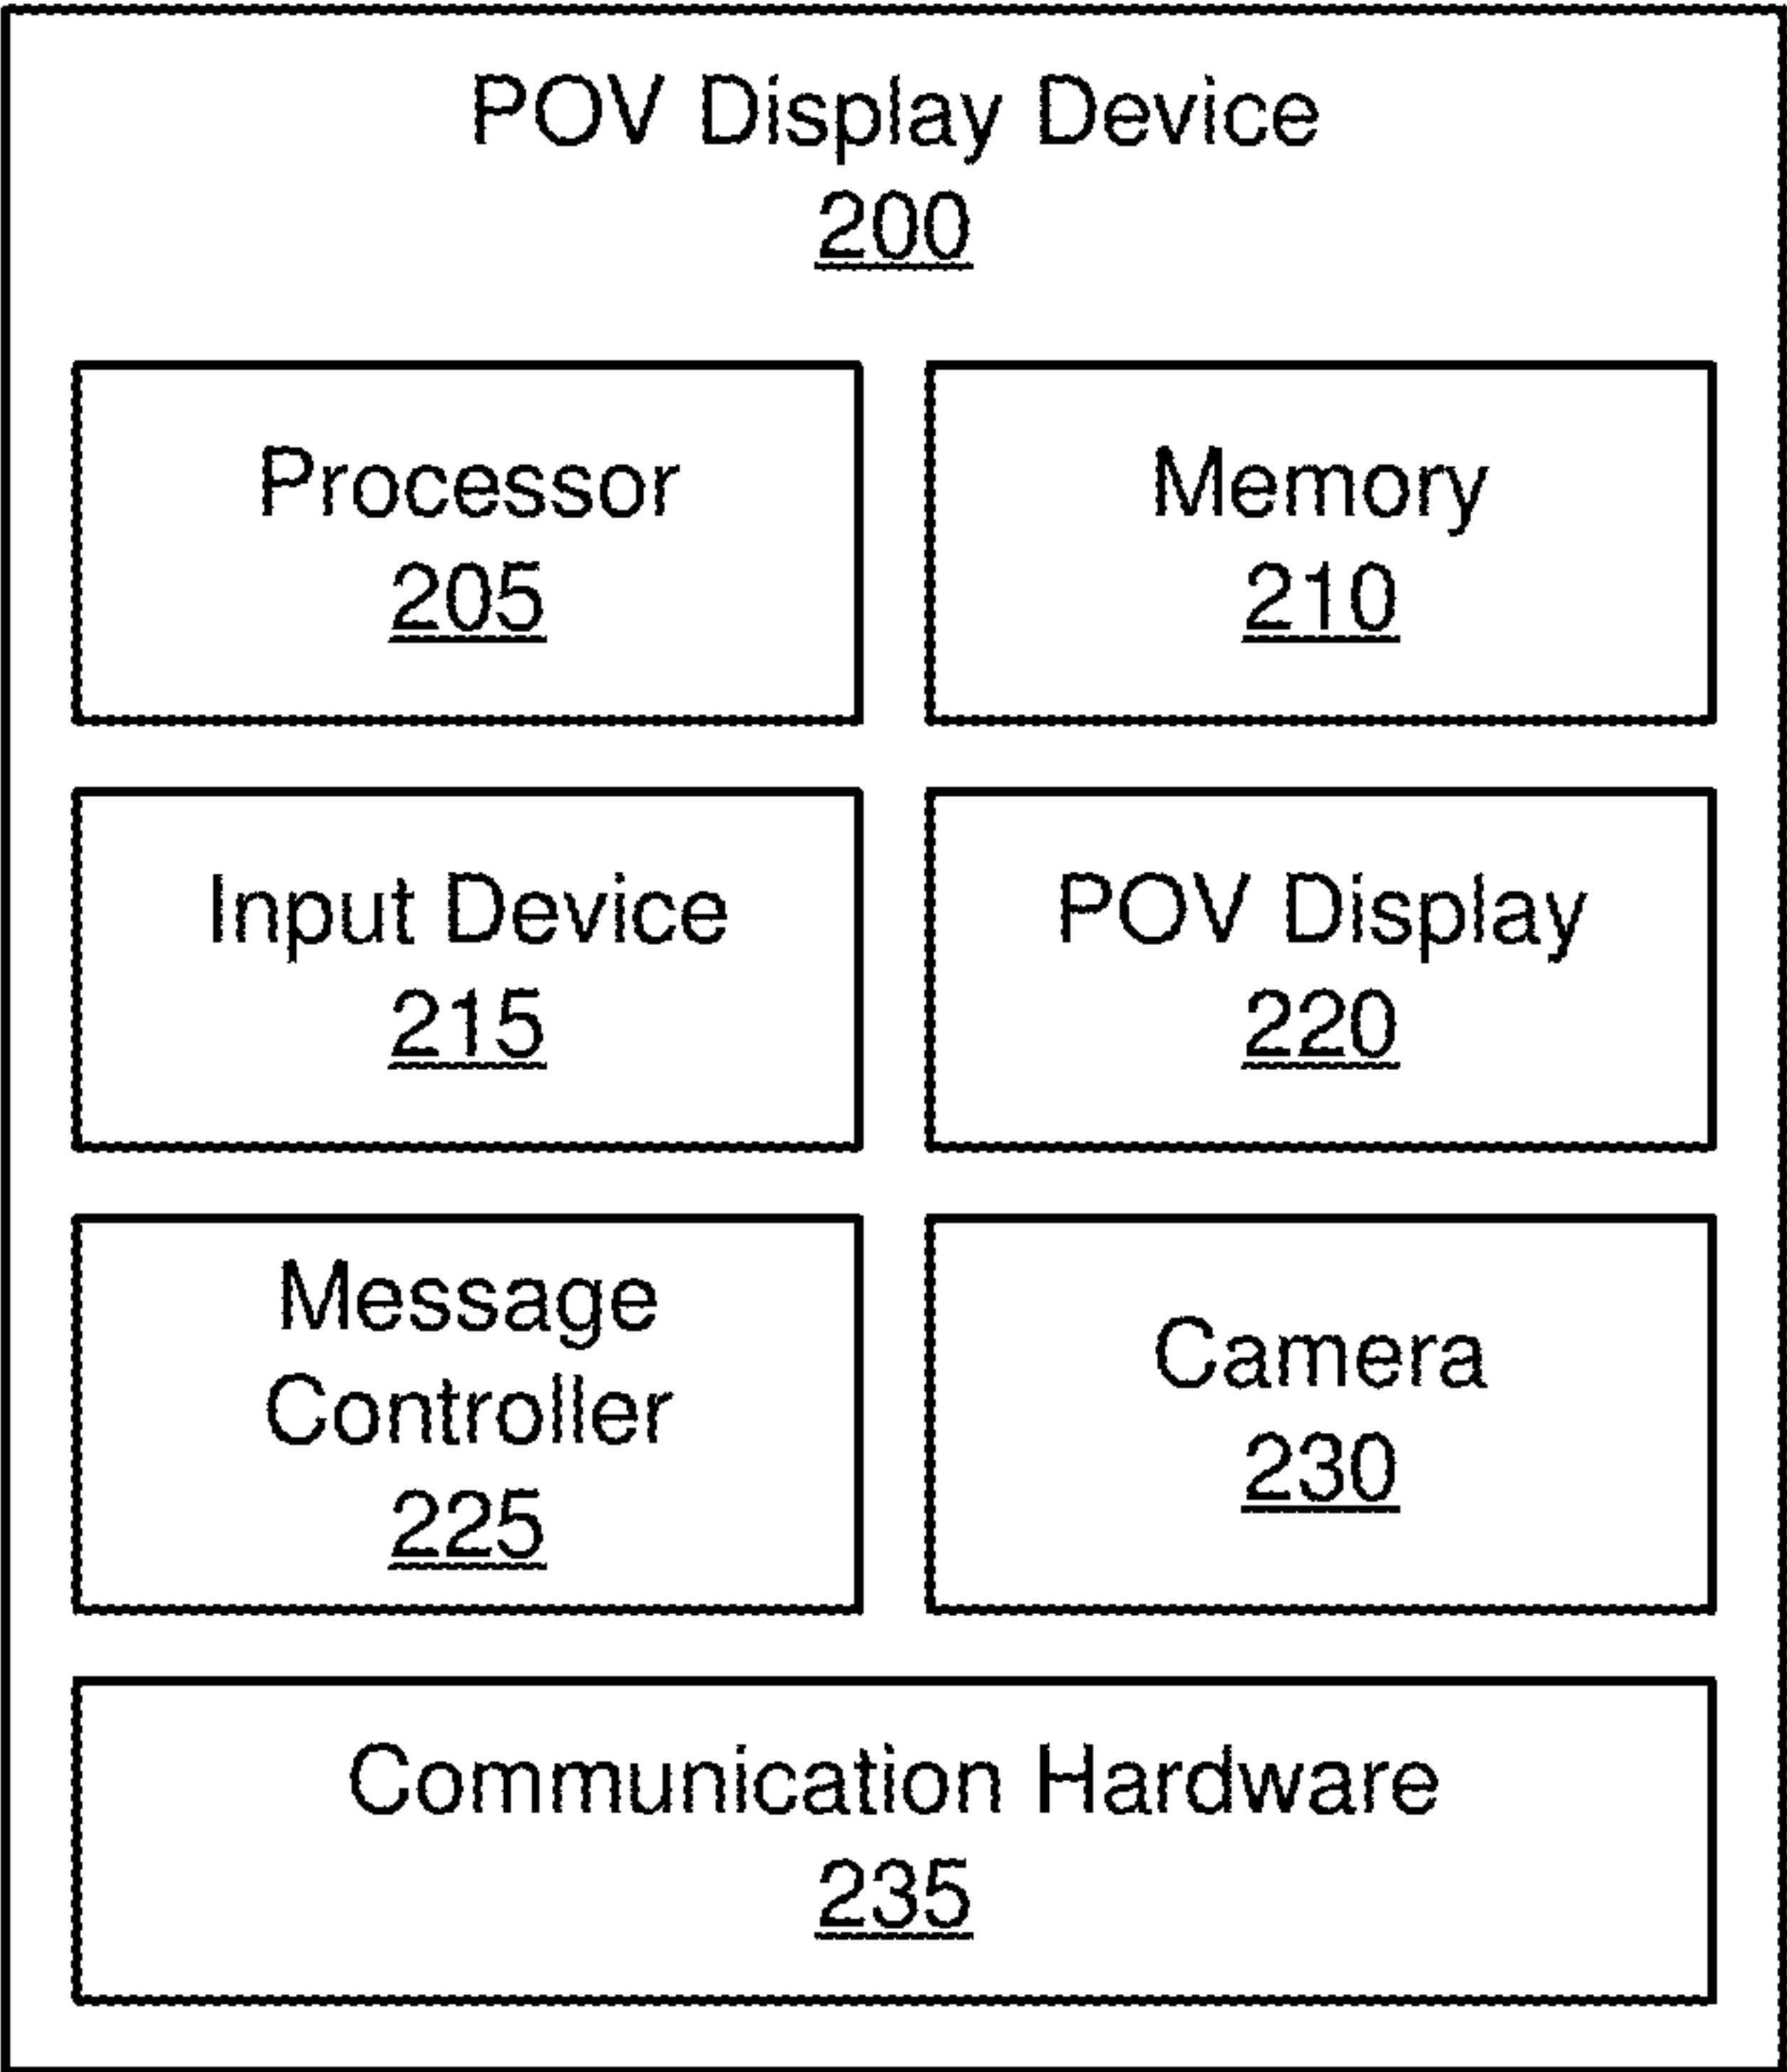 POV Display Device
200
Processor
205
Memory
210
Input Device
215
POV Display
220
Message
Controller
225
Camera
230
Communication Hardware
235